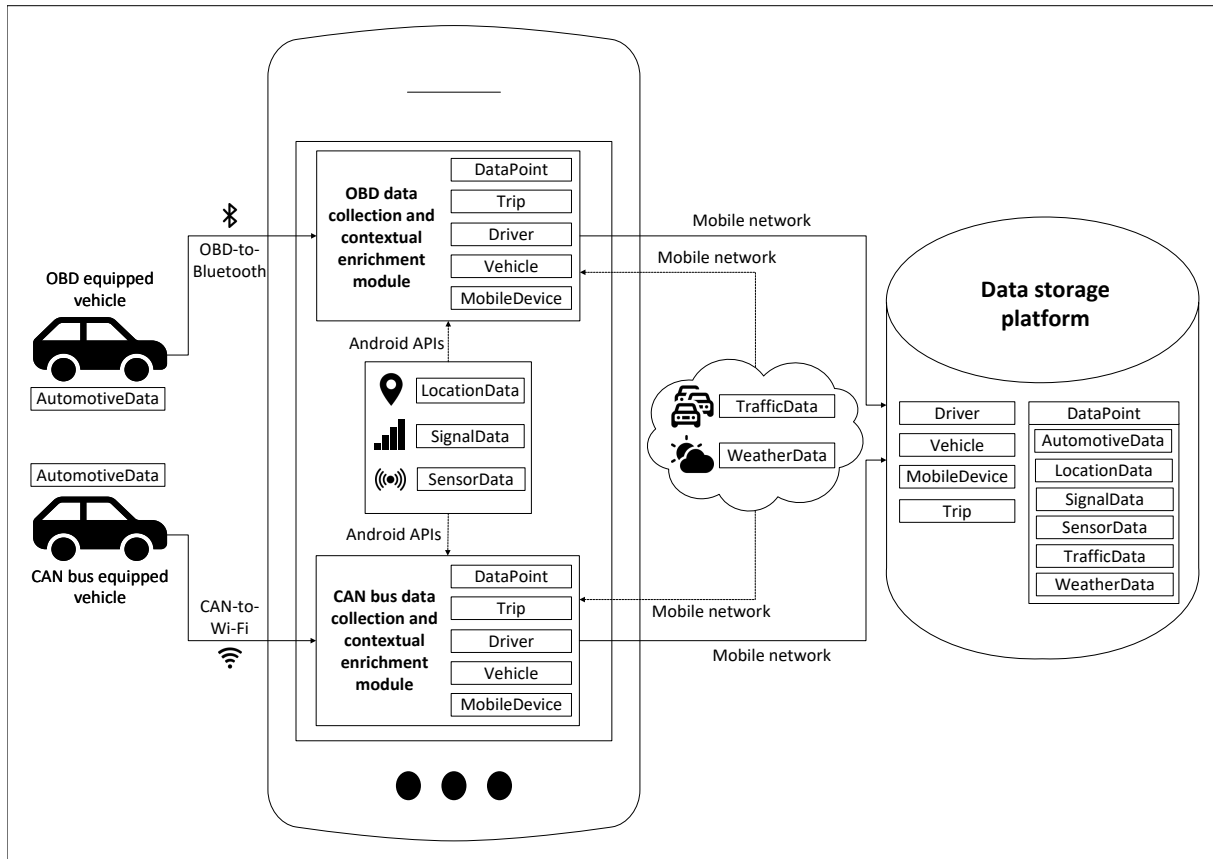 OBD equipped
vehicle
AutomotiveData
AutomotiveData
CAN bus equipped
vehicle
OBD-to-
Bluetooth
CAN-to-
Wi-Fi
OBD data
collection and
contextual
enrichment
module
DataPoint
Trip
Driver
Vehicle
MobileDevice
Android APIs
LocationData
SignalData
SensorData
Android APIs
CAN bus data
collection and
contextual
enrichment
module
DataPoint
Trip
Driver
Vehicle
MobileDevice
Mobile network
Mobile network
TrafficData
WeatherData
Mobile network
Mobile network
Data storage
platform
Driver
Vehicle
MobileDevice
Trip
DataPoint
AutomotiveData
LocationData
SignalData
SensorData
TrafficData
WeatherData